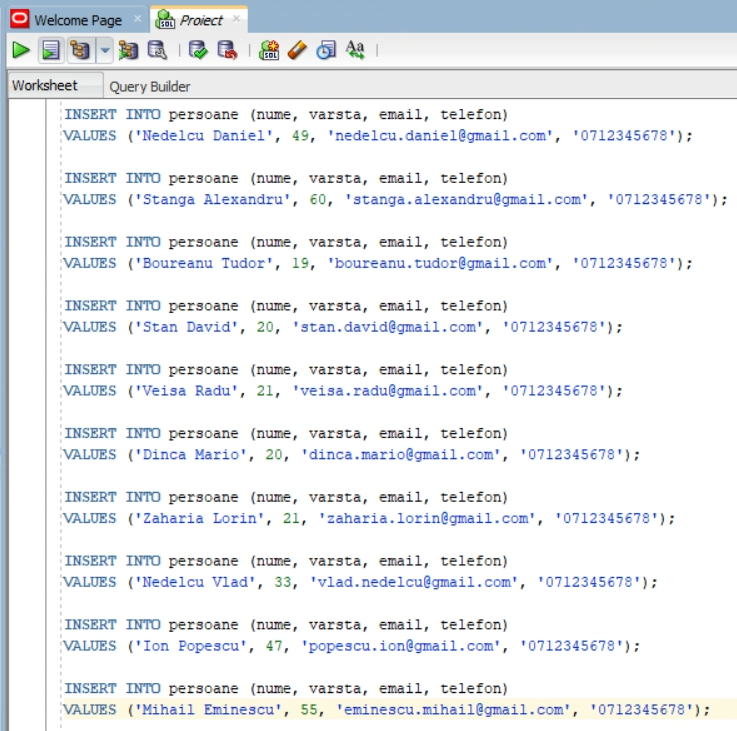 Welcome Page × Proiect ×
Worksheet Query Builder
INSERT INTO persoane (nume, varsta, email, telefon)
VALUES ('Nedelcu Daniel', 49, 'nedelcu.daniel@gmail.com', '0712345678');
INSERT INTO persoane (nume, varsta, email, telefon)
VALUES ('Stanga Alexandru', 60, 'stanga.alexandru@gmail.com', '0712345678');
INSERT INTO persoane (nume, varsta, email, telefon)
VALUES ('Boureanu Tudor', 19, 'boureanu.tudor@gmail.com', '0712345678');
INSERT INTO persoane (nume, varsta, email, telefon)
VALUES ('Stan David', 20, 'stan.david@gmail.com', '0712345678');
INSERT INTO persoane (nume, varsta, email, telefon)
VALUES ('Veisa Radu', 21, 'veisa.radu@gmail.com', '0712345678');
INSERT INTO persoane (nume, varsta, email, telefon)
VALUES ('Dinca Mario', 20, 'dinca.mario@gmail.com', '0712345678');
INSERT INTO persoane (nume, varsta, email, telefon)
VALUES ('Zaharia Lorin', 21, 'zaharia.lorin@gmail.com', '0712345678');
INSERT INTO persoane (nume, varsta, email, telefon)
VALUES ('Nedelcu Vlad', 33, 'vlad.nedelcu@gmail.com', '0712345678');
INSERT INTO persoane (nume, varsta, email, telefon)
VALUES ('Ion Popescu', 47, 'popescu.ion@gmail.com', '0712345678');
INSERT INTO persoane (nume, varsta, email, telefon)
VALUES ('Mihail Eminescu', 55, 'eminescu.mihail@gmail.com', '0712345678');